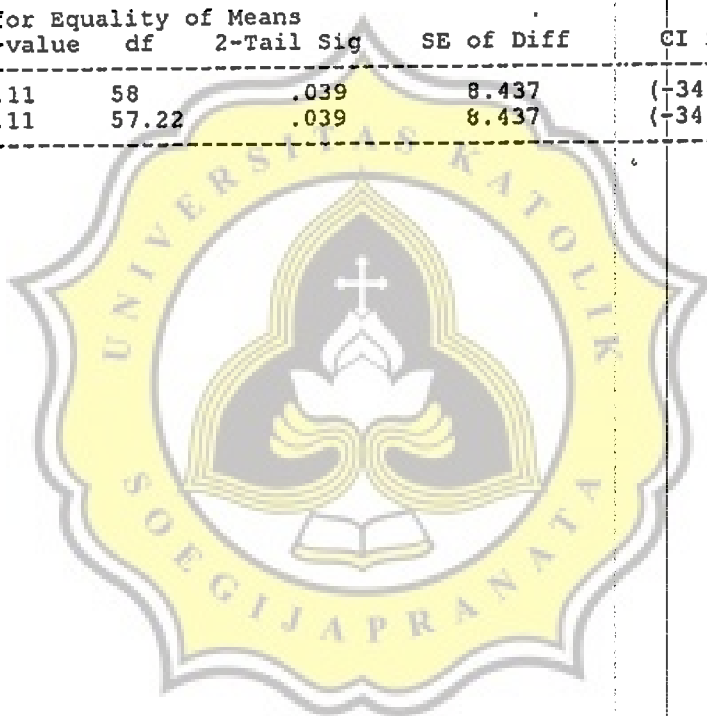 for Equality of Means
-value df 2-Tail Sig SE of Diff CI
.11 58 .039 8.437 (-34
.11 57.22 .039 8.437 (-34
UNIVERSITAS KATOLIK
SOEGIJAPRANATA